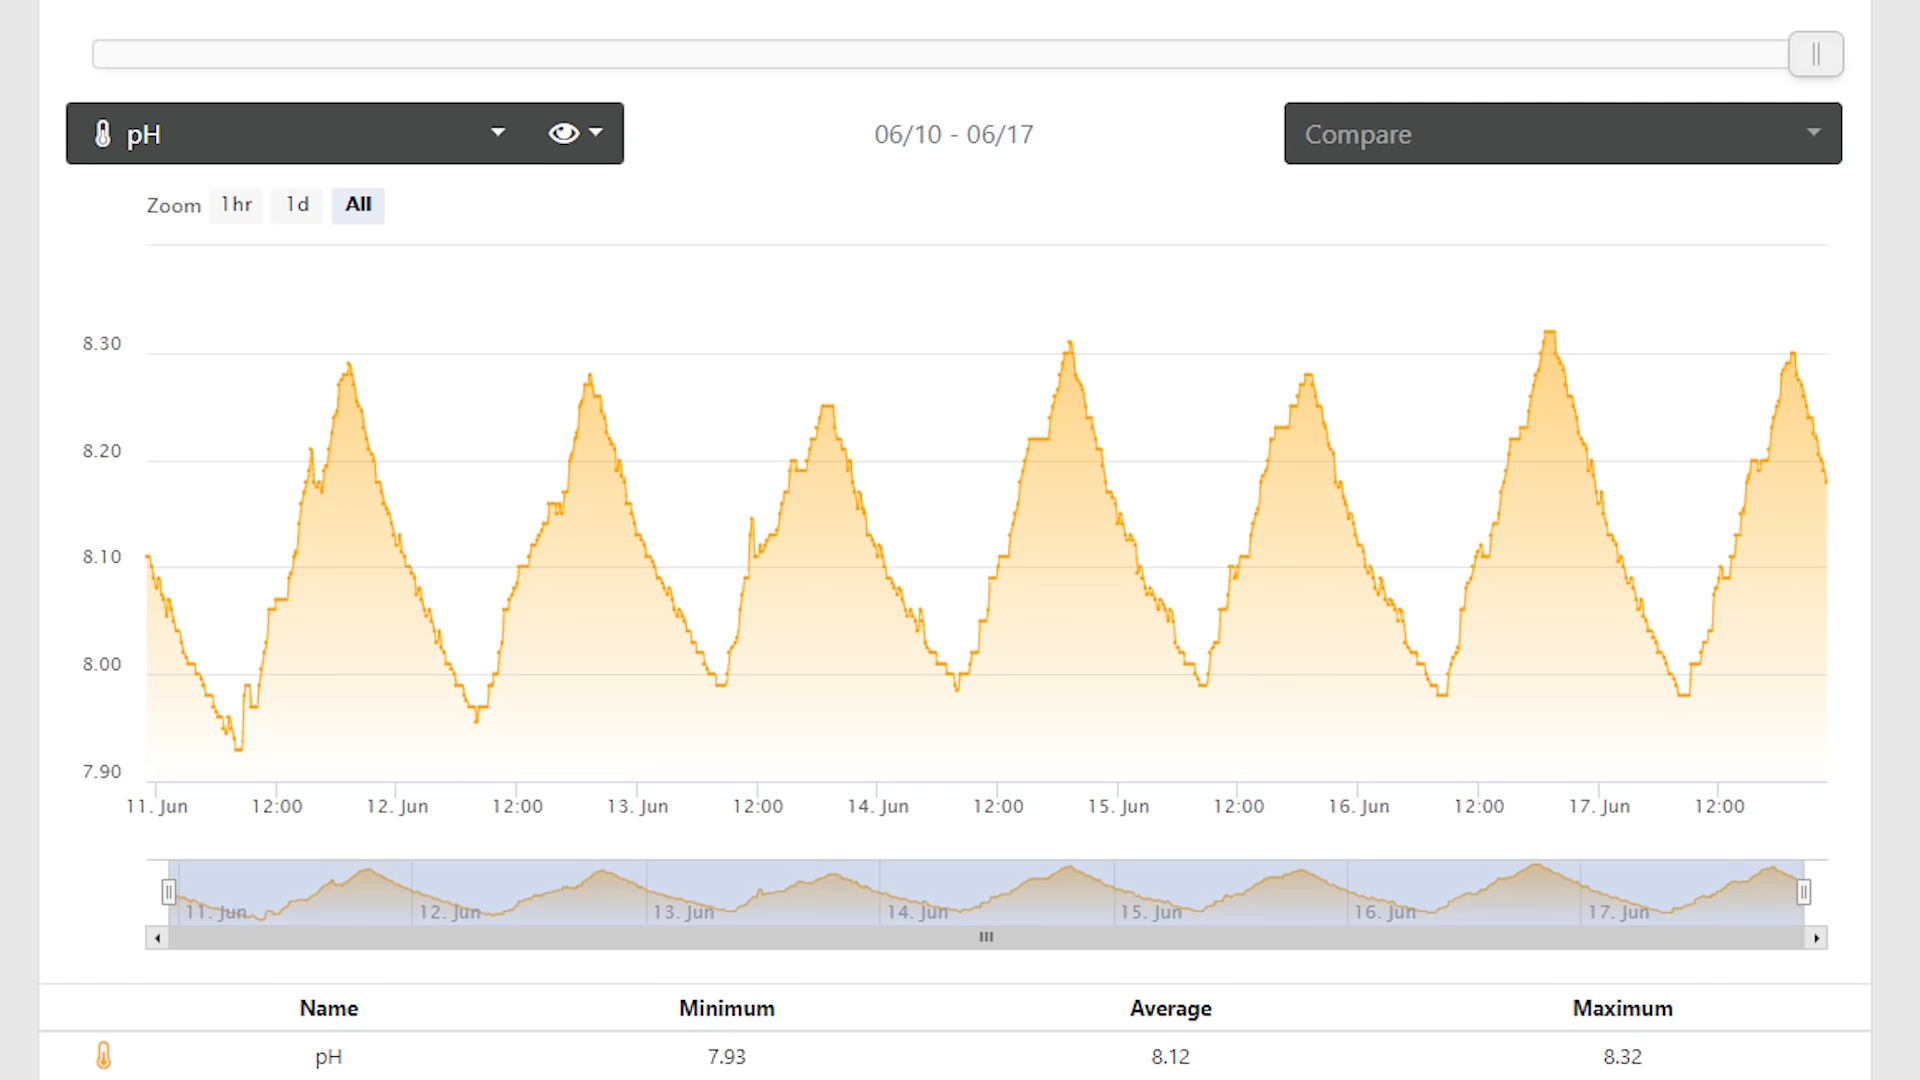 pH 06/10 - 06/17 Compare
Zoom 1hr 1d All
8.30
8.20
8.10
8.00
7.90
11. Jun 12:00 12. Jun 12:00 13. Jun 12:00 14. Jun 12:00 15. Jun 12:00 16. Jun 12:00 17. Jun 12:00
11. Jun 12. Jun 13. Jun 14. Jun 15. Jun 16. Jun 17. Jun
Name Minimum Average Maximum
pH 7.93 8.12 8.32